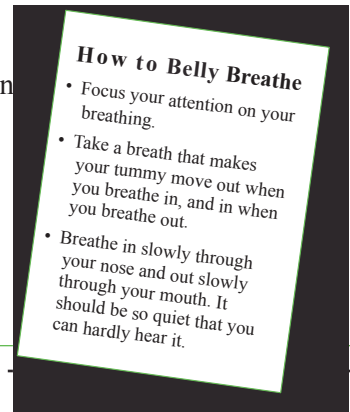 n
How to Belly Breathe
• Focus your attention on your
breathing.
• Take a breath that makes
your tummy move out when
you breathe in, and in when
you breathe out.
• Breathe in slowly through
your nose and out slowly
through your mouth. It
should be so quiet that you
can hardly hear it.